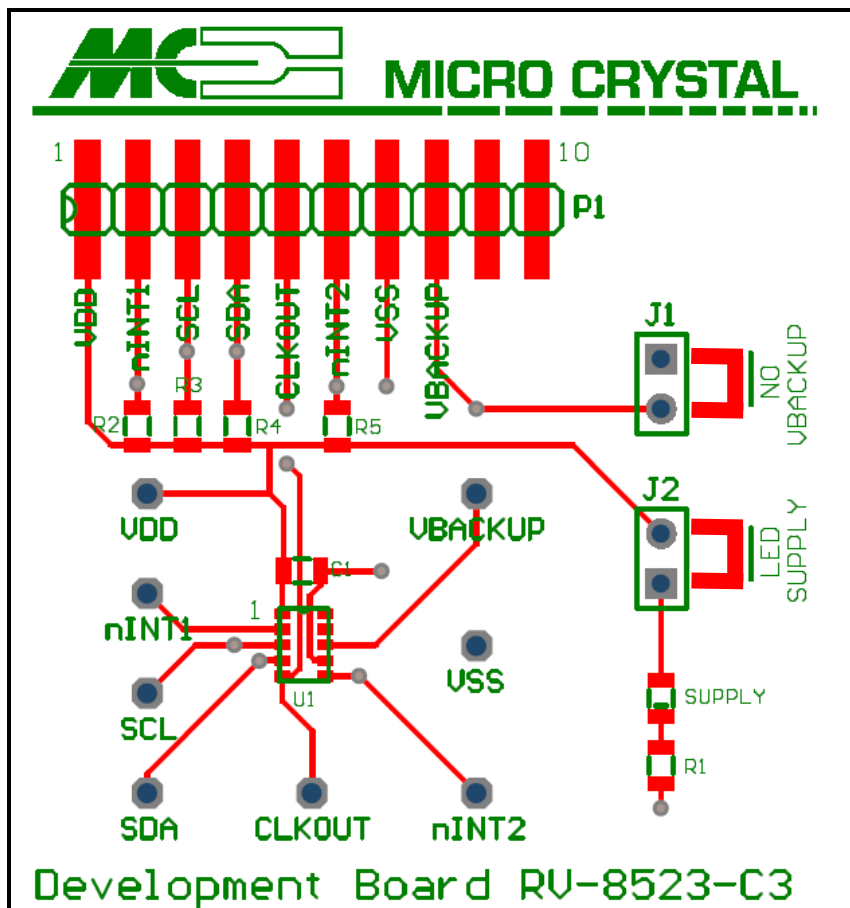 MC MICRO CRYSTAL
1 10
P1
VDD nINT1 SCL SDA CLKOUT nINT2 VSS VBACKUP
J1
NO VBACKUP
R3
R2 R4 R5
J2
LED SUPPLY
VDD VBACKUP
C1
1
nINT1
VSS
SCL U1 SUPPLY
R1
SDA CLKOUT nINT2
Development Board RV-8523-C3